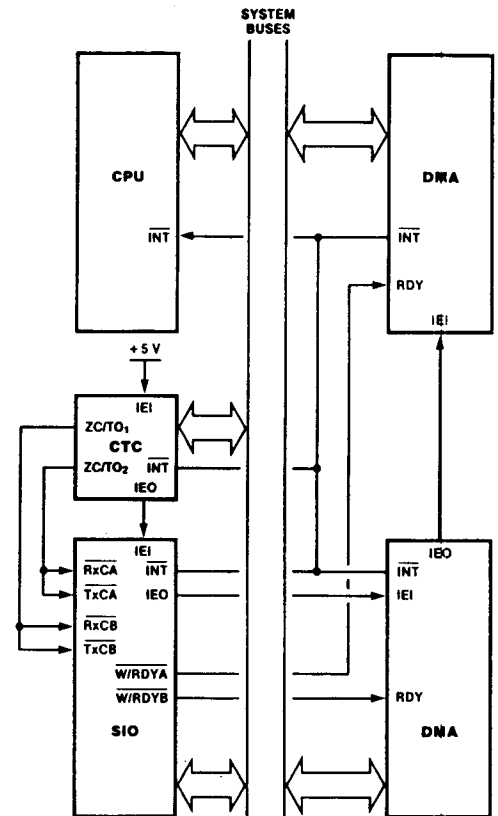 SYSTEM
BUSES
CPU
INT
DMA
INT
RDY
IEI
+5 V
IEI
ZC/TO1
CTC
ZC/TO2
INT
IEO
IEI
RxCA
INT
TxCA
IEO
RxCB
TxCB
W/RDYA
W/RDYB
SIO
IEO
INT
IEI
RDY
DMA